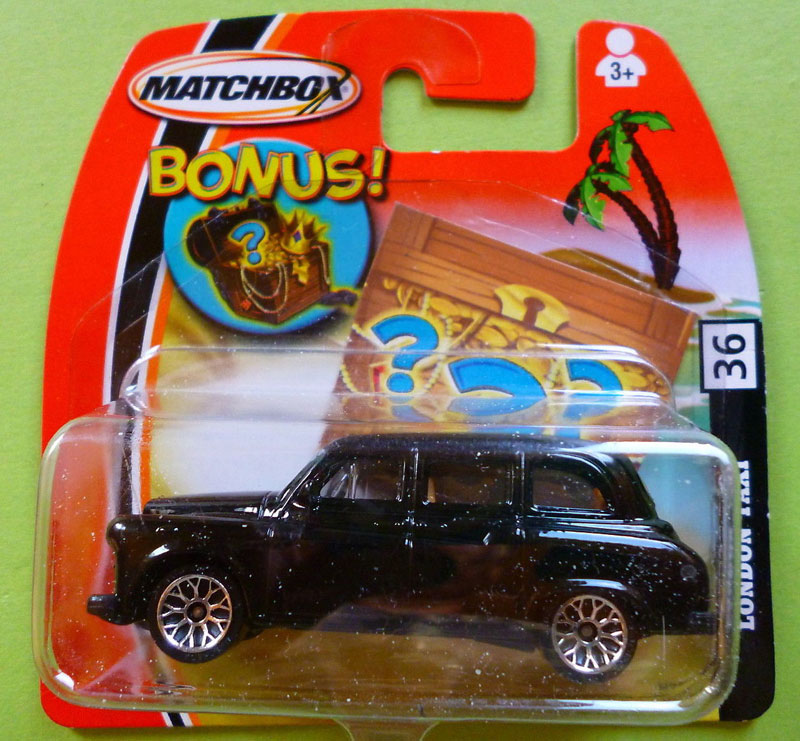 3+
MATCHBOX
BONUS!
?
? ? ?
36
LONDON TAXI